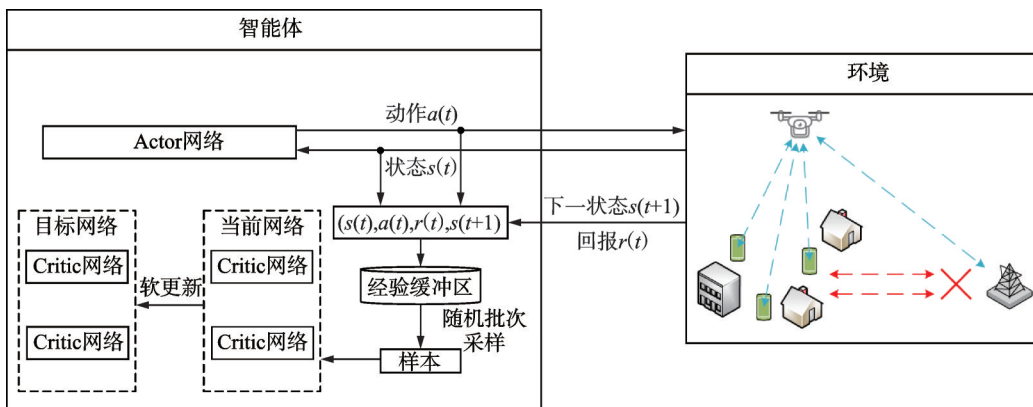 智能体
环境
动作a(t)
Actor网络
状态s(t)
(s(t),a(t),r(t),s(t+1)
下一状态s(t+1)
回报r(t)
目标网络
当前网络
Critic网络
Critic网络
经验缓冲区
软更新
随机批次
采样
Critic网络
Critic网络
样本